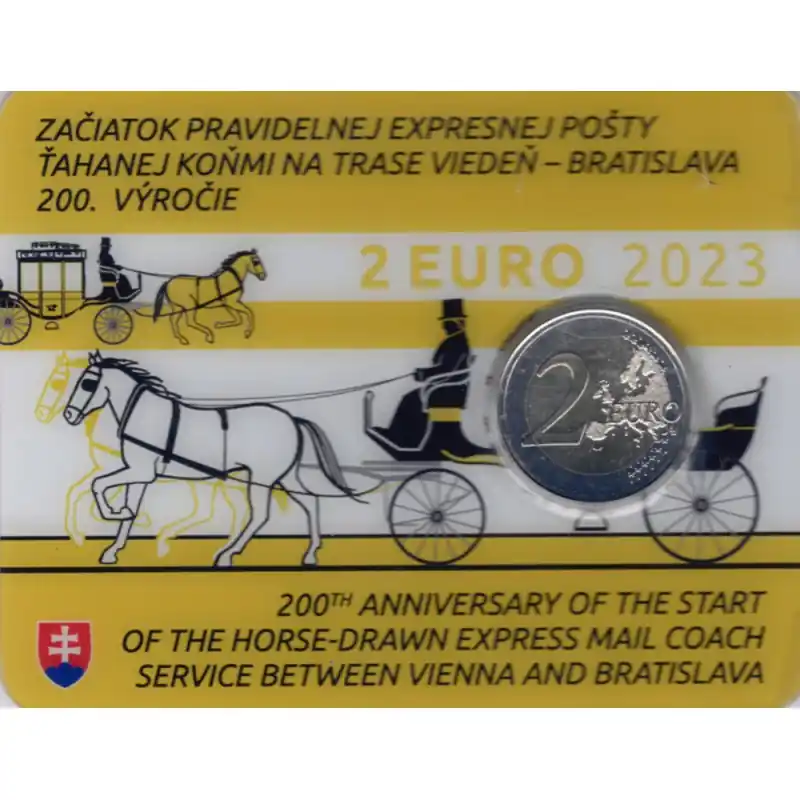 ZAČIATOK PRAVIDELNEJ EXPRESNEJ POŠTY
ŤAHANEJ KOŇMI NA TRASE VIEDEŇ – BRATISLAVA
200. VÝROČIE
2 EURO 2023
2 EURO
200TH ANNIVERSARY OF THE START
OF THE HORSE-DRAWN EXPRESS MAIL COACH
SERVICE BETWEEN VIENNA AND BRATISLAVA